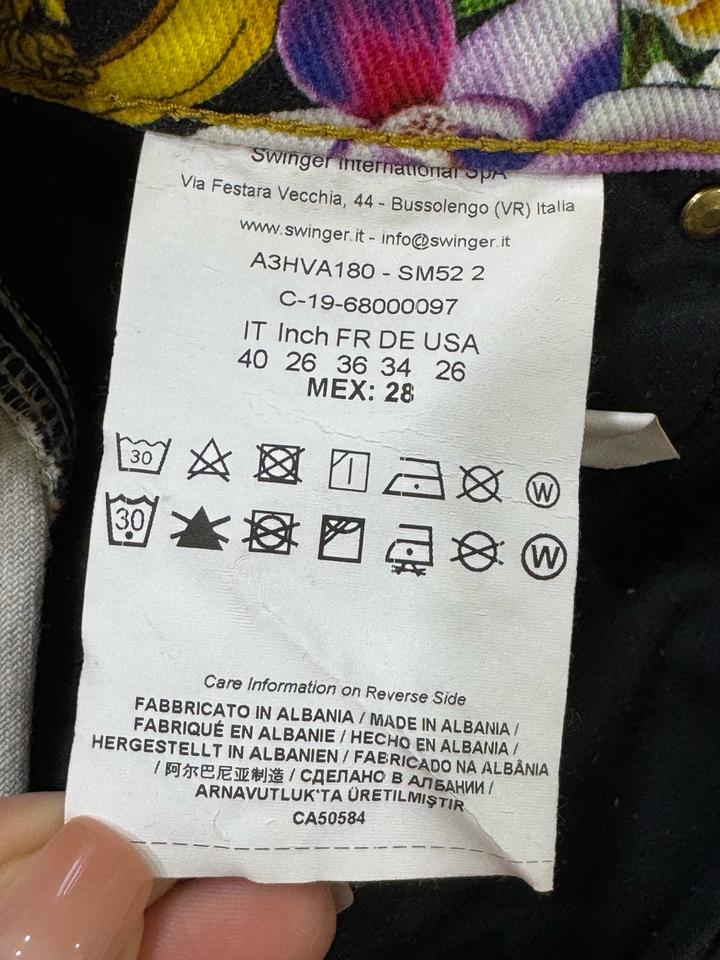 Swinger International SpA
Via Festara Vecchia, 44 - Bussolengo (VR) Italia
www.swinger.it - info@swinger.it
A3HVA180 - SM52 2
C-19-68000097
IT Inch FR DE USA
40 26 36 34 26
MEX: 28
30 W
30 W
Care Information on Reverse Side
FABBRICATO IN ALBANIA / MADE IN ALBANIA /
FABRIQUÉ EN ALBANIE / HECHO EN ALBANIA /
HERGESTELLT IN ALBANIEN / FABRICADO NA ALBÂNIA
/ 阿尔巴尼亚制造 / СДЕЛАНО В АЛБАНИИ /
ARNAVUTLUK'TA ÜRETILMIŞTIR
CA50584